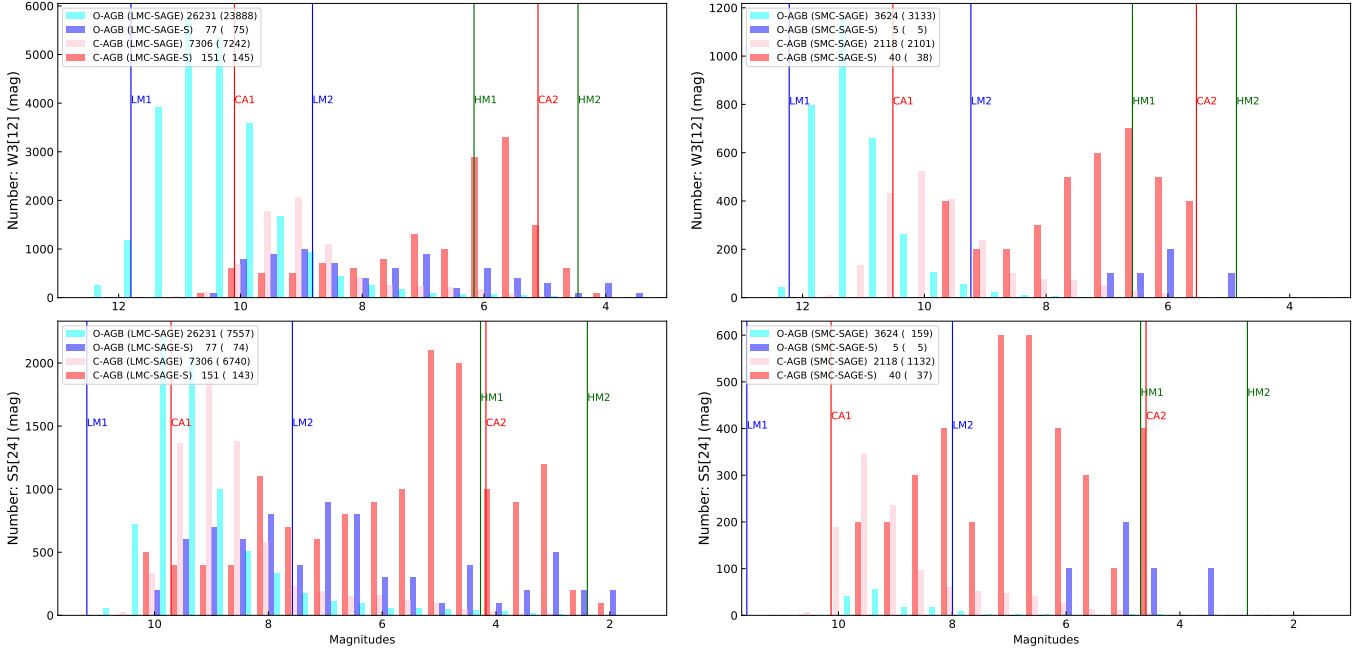 Number: W3[12] (mag)
6000
5000
4000
3000
2000
1000
0
O-AGB (LMC-SAGE) 26231 (23888)
O-AGB (LMC-SAGE-S) 77 ( 75)
C-AGB (LMC-SAGE) 7306 (7242)
C-AGB (LMC-SAGE-S) 151 ( 145)
LM1
CA1
LM2
HM1
CA2
HM2
12
10
8
6
4
Number: W3[12] (mag)
1200
1000
800
600
400
200
0
O-AGB (SMC-SAGE) 3624 ( 3133)
O-AGB (SMC-SAGE-S) 5 ( 5)
C-AGB (SMC-SAGE) 2118 (2101)
C-AGB (SMC-SAGE-S) 40 ( 38)
LM1
CA1
LM2
HM1
CA2
HM2
12
10
8
6
4
Number: S5[24] (mag)
2000
1500
1000
500
0
O-AGB (LMC-SAGE) 26231 ( 7557)
O-AGB (LMC-SAGE-S) 77 ( 74)
C-AGB (LMC-SAGE) 7306 ( 6740)
C-AGB (LMC-SAGE-S) 151 ( 143)
HM1
HM2
LM1
CA1
LM2
CA2
10
8
6
4
2
Magnitudes
Number: S5[24] (mag)
600
500
400
300
200
100
0
O-AGB (SMC-SAGE) 3624 ( 159)
O-AGB (SMC-SAGE-S) 5 ( 5)
C-AGB (SMC-SAGE) 2118 ( 1132)
C-AGB (SMC-SAGE-S) 40 ( 37)
HM1
HM2
CA1
CA2
LM1
LM2
10
8
6
4
2
Magnitudes